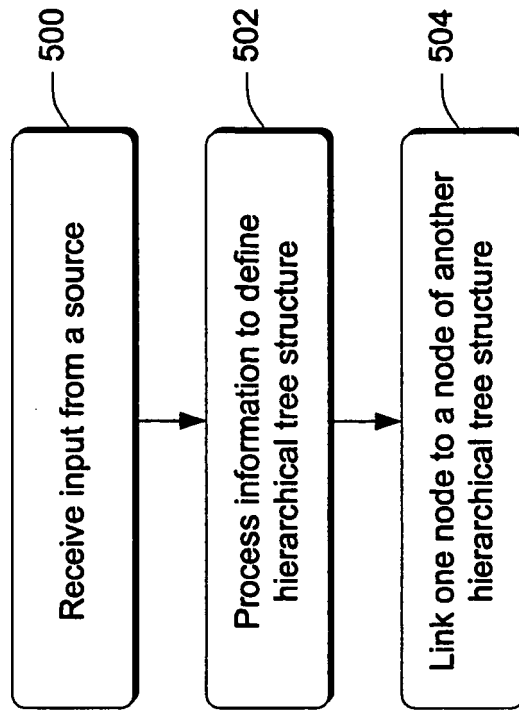 500
Receive input from a source
502
Process information to define
hierarchical tree structure
504
Link one node to a node of another
hierarchical tree structure